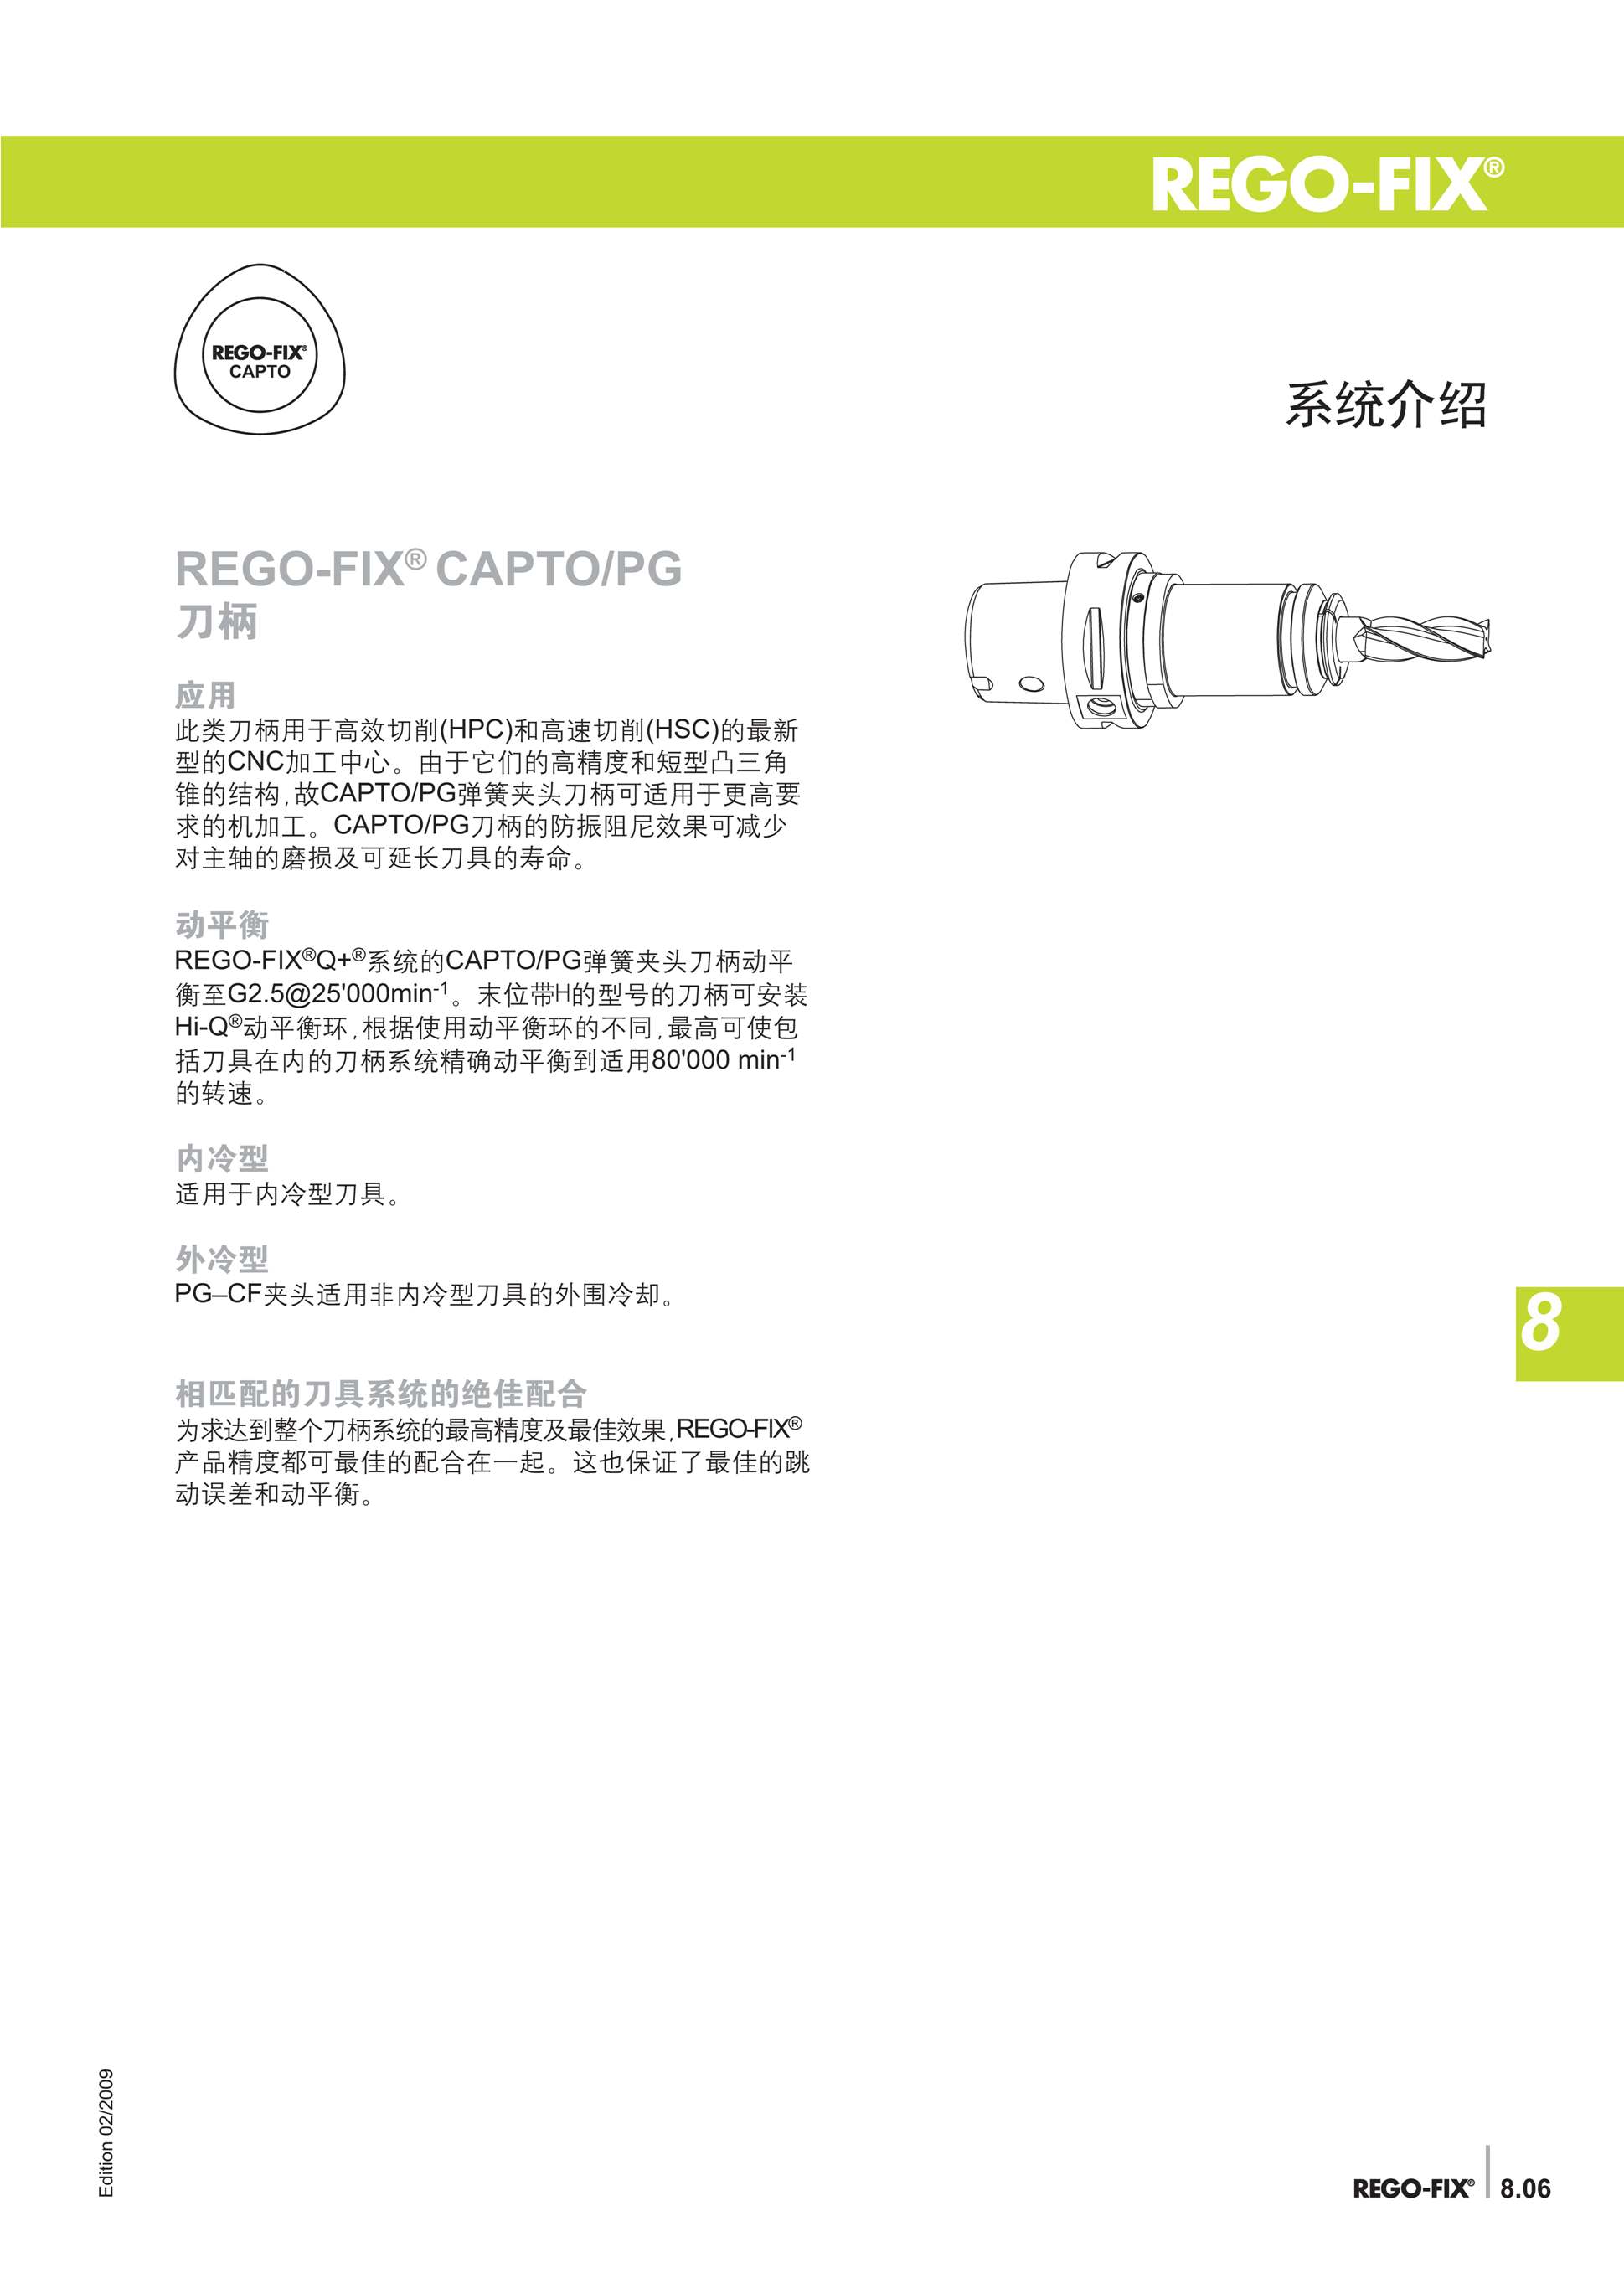 REGO-FIX®
REGO-FIX®
CAPTO
系统介绍
REGO-FIX® CAPTO/PG
刀柄
应用
此类刀柄用于高效切削(HPC)和高速切削(HSC)的最新
型的CNC加工中心。由于它们的高精度和短型凸三角
锥的结构,故CAPTO/PG弹簧夹头刀柄可适用于更高要
求的机加工。CAPTO/PG刀柄的防振阻尼效果可减少
对主轴的磨损及可延长刀具的寿命。
动平衡
REGO-FIX®Q+®系统的CAPTO/PG弹簧夹头刀柄动平
衡至G2.5@25'000min-1。末位带H的型号的刀柄可安装
Hi-Q®动平衡环,根据使用动平衡环的不同,最高可使包
括刀具在内的刀柄系统精确动平衡到适用80'000 min-1
的转速。
内冷型
适用于内冷型刀具。
外冷型
PG–CF夹头适用非内冷型刀具的外围冷却。
8
相匹配的刀具系统的绝佳配合
为求达到整个刀柄系统的最高精度及最佳效果,REGO-FIX®
产品精度都可最佳的配合在一起。这也保证了最佳的跳
动误差和动平衡。
Edition 02/2009
REGO-FIX® 8.06